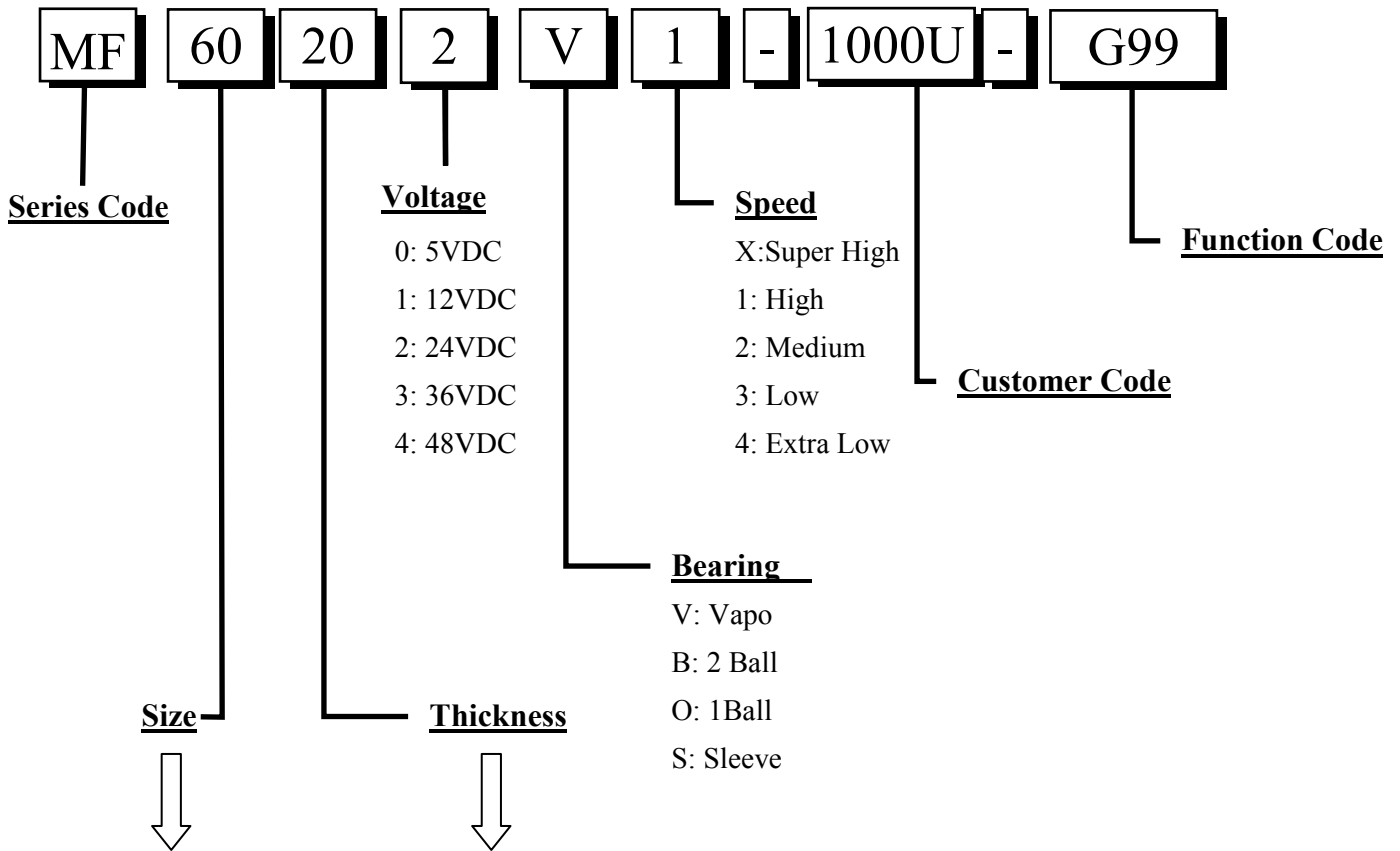 MF 60 20 2 V 1 - 1000U - G99
Series Code
Voltage
0: 5VDC
1: 12VDC
2: 24VDC
3: 36VDC
4: 48VDC
Speed
X:Super High
1: High
2: Medium
3: Low
4: Extra Low
Function Code
Customer Code
Bearing
V: Vapo
B: 2 Ball
O: 1Ball
S: Sleeve
Size
Thickness